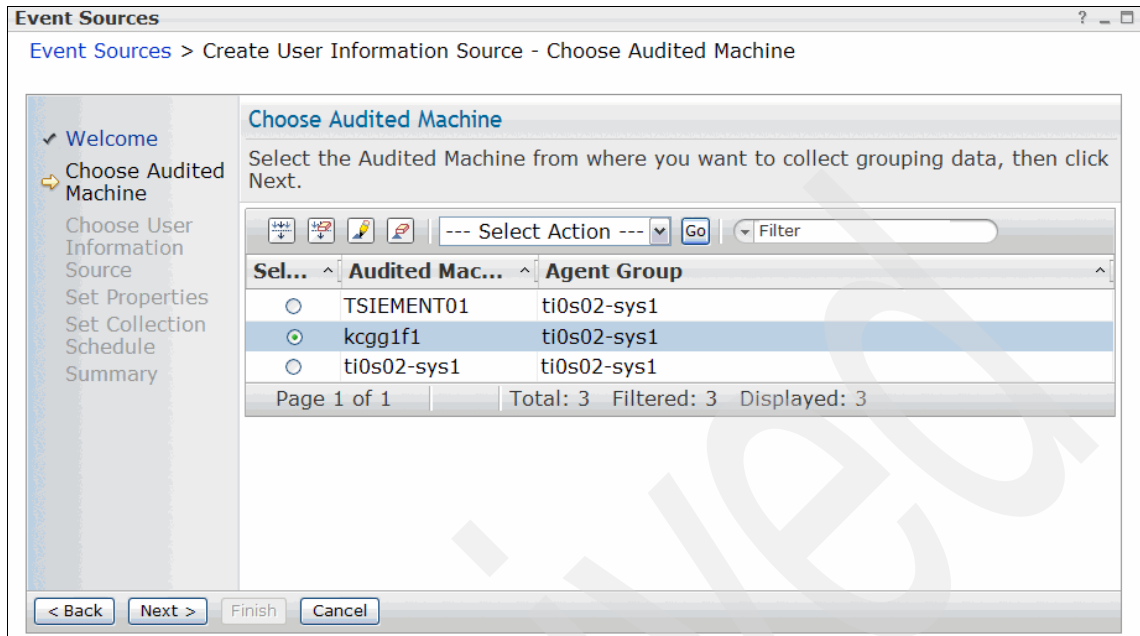 Event Sources
? _
Event Sources > Create User Information Source - Choose Audited Machine
Welcome
Choose Audited
Machine
Choose User
Information
Source
Set Properties
Set Collection
Schedule
Summary
Choose Audited Machine
Select the Audited Machine from where you want to collect grouping data, then click
Next.
--- Select Action --- Go Filter
Sel... ^ Audited Mac... ^ Agent Group ^
TSIEMENT01 ti0s02-sys1
kcgg1f1 ti0s02-sys1
ti0s02-sys1 ti0s02-sys1
Page 1 of 1 Total: 3 Filtered: 3 Displayed: 3
< Back Next > Finish Cancel